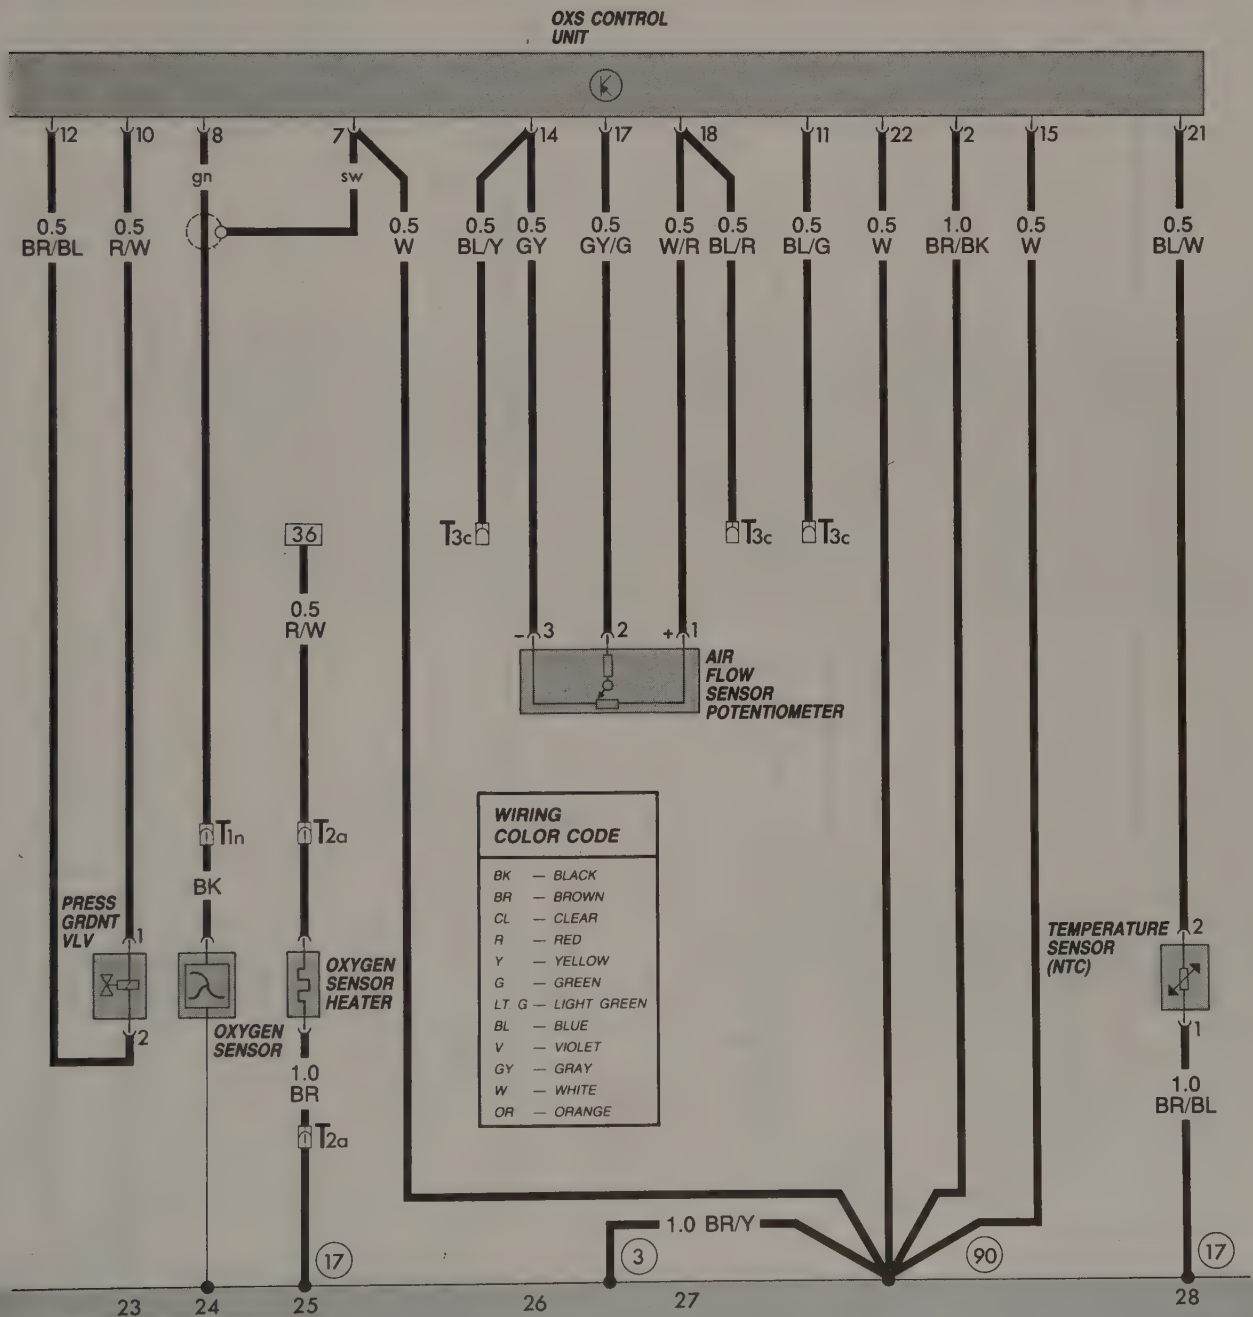 OXS CONTROL
UNIT
12 10 8 7 14 17 18 11 22 2 15 21
gn sw
0.5 0.5 0.5 0.5 0.5 0.5 0.5 0.5 0.5 0.5 1.0 0.5 0.5
BR/BL R/W W BL/Y GY GY/G W/R BL/R BL/G W BR/BK W BL/W
36 T3c T3c T3c
0.5
R/W
- 3 2 + 1
AIR
FLOW
SENSOR
POTENTIOMETER
WIRING
COLOR CODE
BK — BLACK
BR — BROWN
CL — CLEAR
R — RED
Y — YELLOW
G — GREEN
LT. G — LIGHT GREEN
BL — BLUE
V — VIOLET
GY — GRAY
W — WHITE
OR — ORANGE
T1n T2a
BK
PRESS
GRDNT
VLV
1
2
OXYGEN
SENSOR
OXYGEN
SENSOR
HEATER
1.0
BR
T2a
TEMPERATURE
SENSOR
(NTC)
2
1
1.0
BR/BL
1.0 BR/Y
17 3 90 17
23 24 25 26 27 28